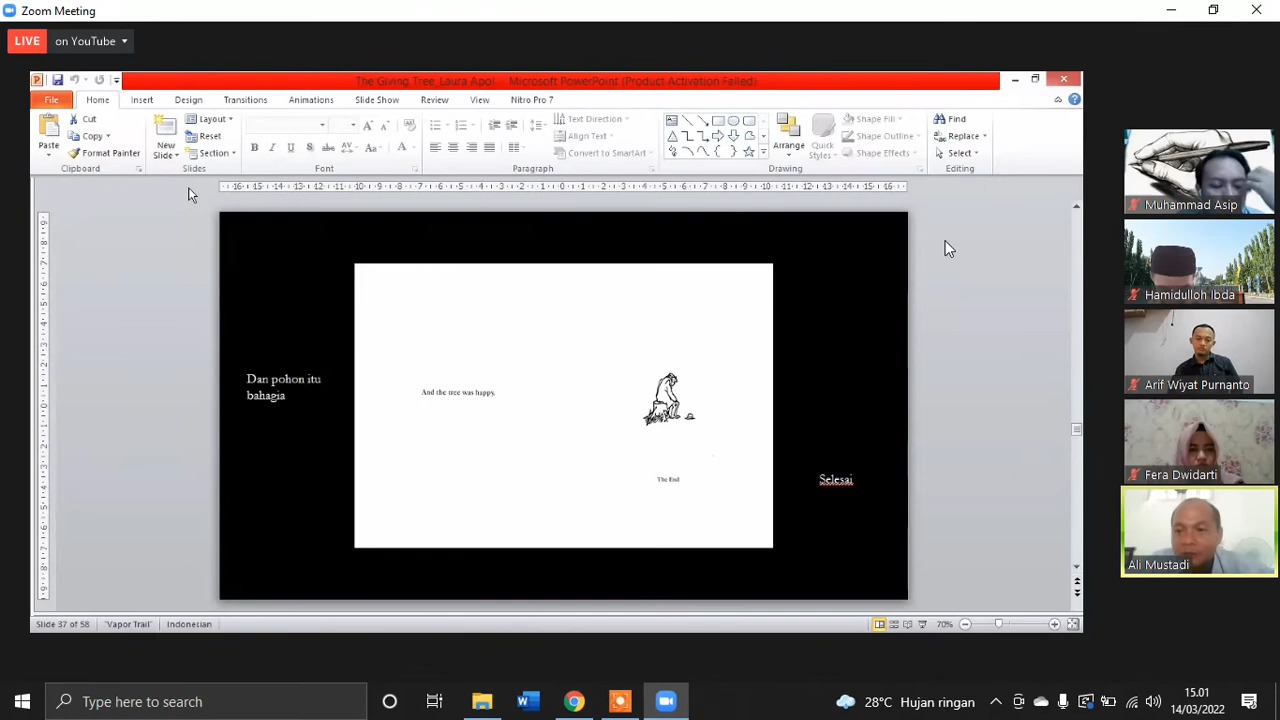 Zoom Meeting
LIVE on YouTube
The Giving Tree_Laura Apol - Microsoft PowerPoint (Product Activation Failed)
File Home Insert Design Transitions Animations Slide Show Review View Nitro Pro 7
Cut
Copy
Format Painter
Paste
Clipboard
New
Slide
Layout
Reset
Section
Slides
Font
Text Direction
Align Text
Convert to SmartArt
Paragraph
Arrange
Quick
Styles
Shape Fill
Shape Outline
Shape Effects
Drawing
Find
Replace
Select
Editing
Dan pohon itu
bahagia
And the tree was happy.
The End
Selesai
Slide 37 of 58 "Vapor Trail" Indonesian 70%
Muhammad Asip
Hamidulloh Ibda
Arif Wiyat Purnanto
Fera Dwidarti
Ali Mustadi
Type here to search
28°C Hujan ringan
15.01
14/03/2022